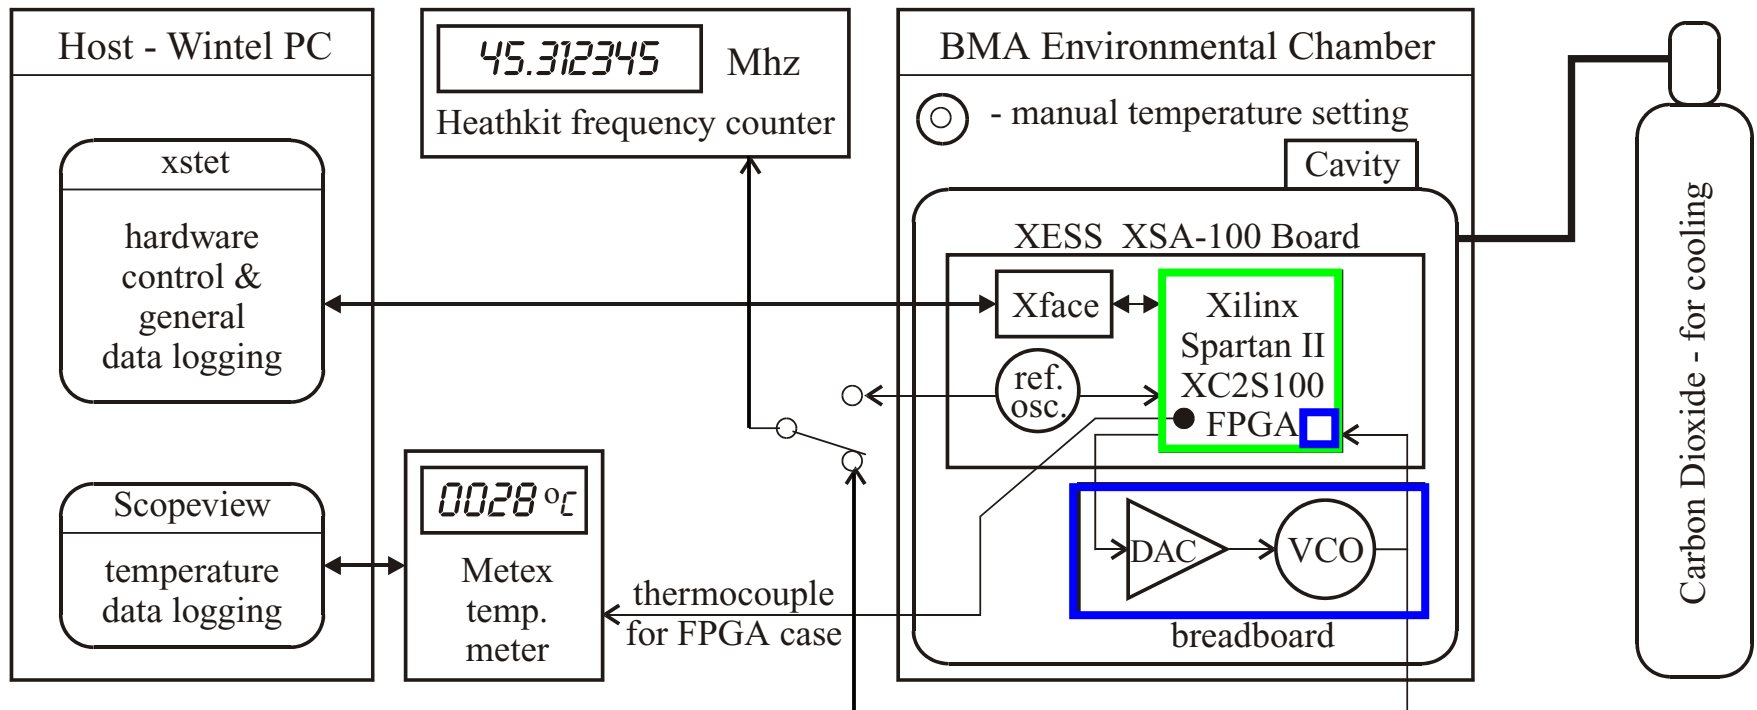 Host - Wintel PC
xstet
hardware
control &
general
data logging
Scopeview
temperature
data logging
45.312345
Mhz
Heathkit frequency counter
0028 °C
Metex
temp.
meter
thermocouple
for FPGA case
BMA Environmental Chamber
- manual temperature setting
Cavity
XESS XSA-100 Board
Xface
ref.
osc.
Xilinx
Spartan II
XC2S100
FPGA
DAC
VCO
breadboard
Carbon Dioxide - for cooling